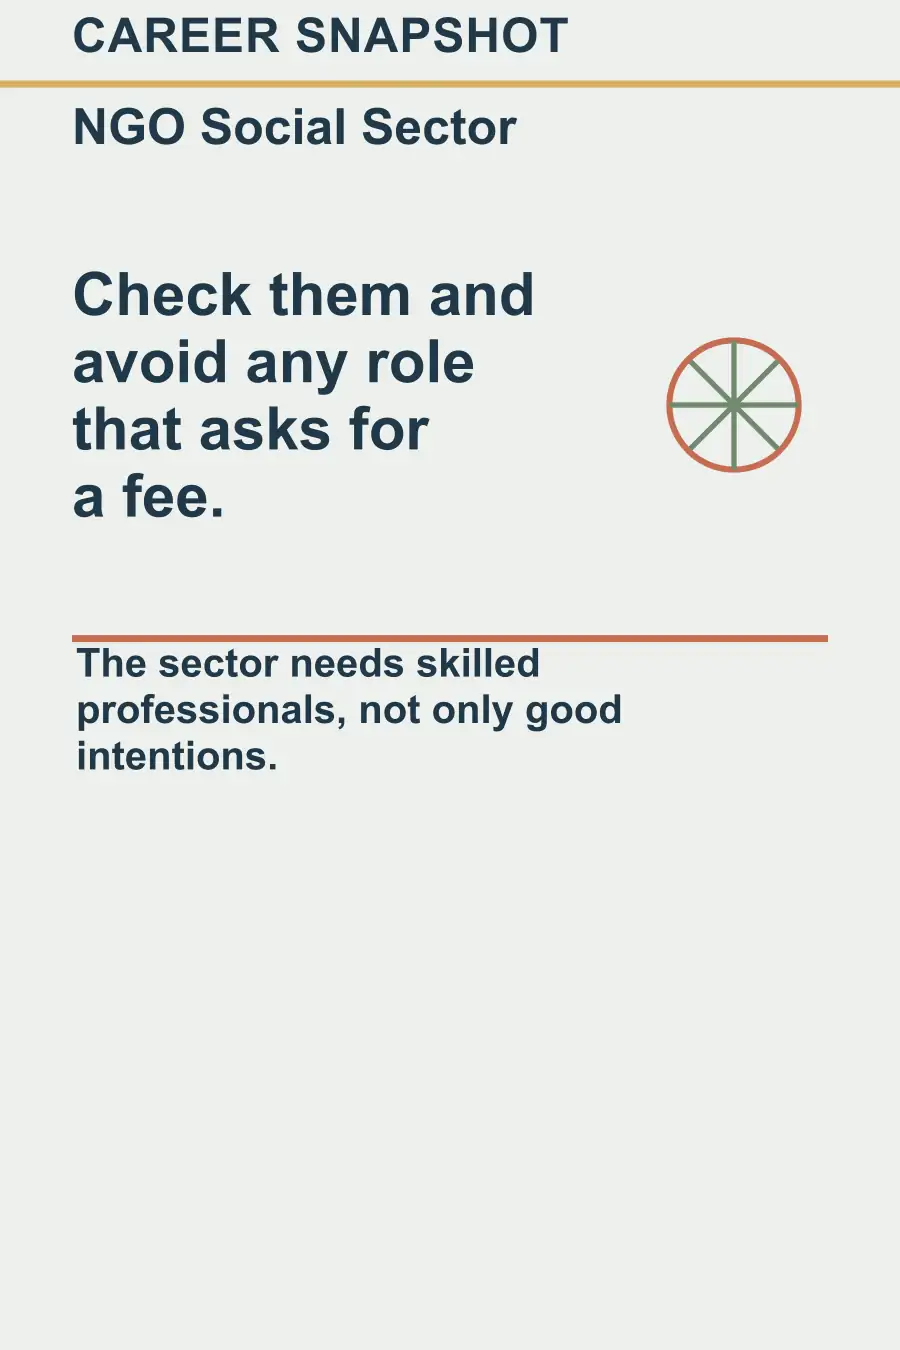 CAREER SNAPSHOT
NGO Social Sector
Check them and
avoid any role
that asks for
a fee.
The sector needs skilled
professionals, not only good
intentions.